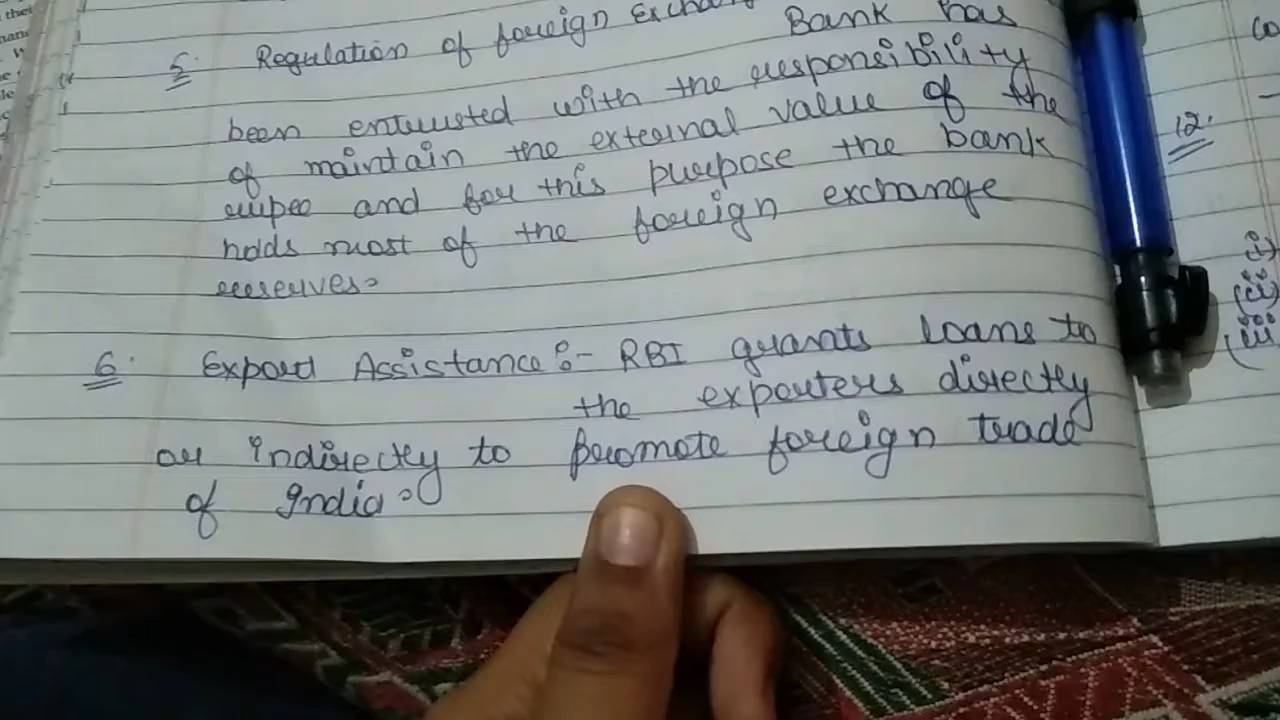 5. Regulation of foreign
Bank has
been entrusted with the responsibility
of maintain the external value of the
rupee and for this purpose the bank
holds most of the foreign exchange
reserves.
6. Export Assistance:- RBI grants loans to
the exporters directly
or indirectly to promote foreign trade
of India.
12.
(i)
(ii)
(iii)